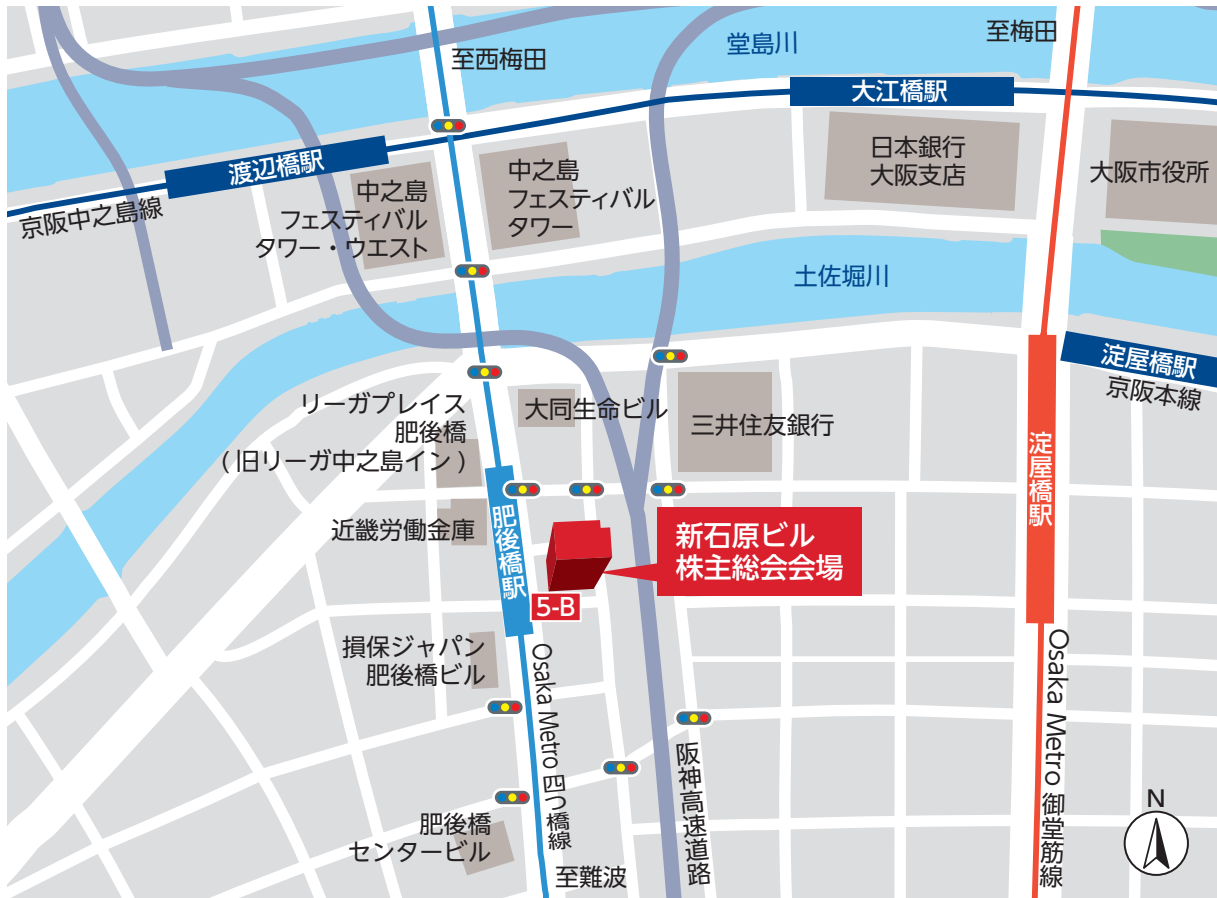 至西梅田
堂島川
至梅田
大江橋駅
渡辺橋駅
京阪中之島線
中之島
フェスティバル
タワー・ウエスト
中之島
フェスティバル
タワー
日本銀行
大阪支店
大阪市役所
土佐堀川
淀屋橋駅
京阪本線
リーガプレイス
肥後橋
(旧リーガ中之島イン)
大同生命ビル
三井住友銀行
淀屋橋駅
近畿労働金庫
肥後橋駅
新石原ビル
株主総会会場
5-B
損保ジャパン
肥後橋ビル
Osaka Metro 四つ橋線
阪神高速道路
Osaka Metro 御堂筋線
肥後橋
センタービル
至難波
N